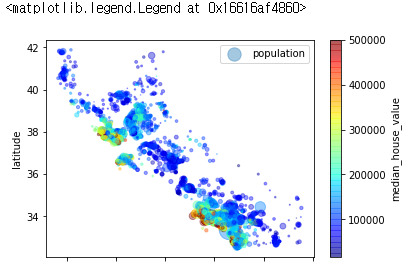 <matplotlib.legend.Legend at 0x16616af4860>
population
42
40
38
36
34
latitude
500000
400000
300000
200000
100000
median_house_value